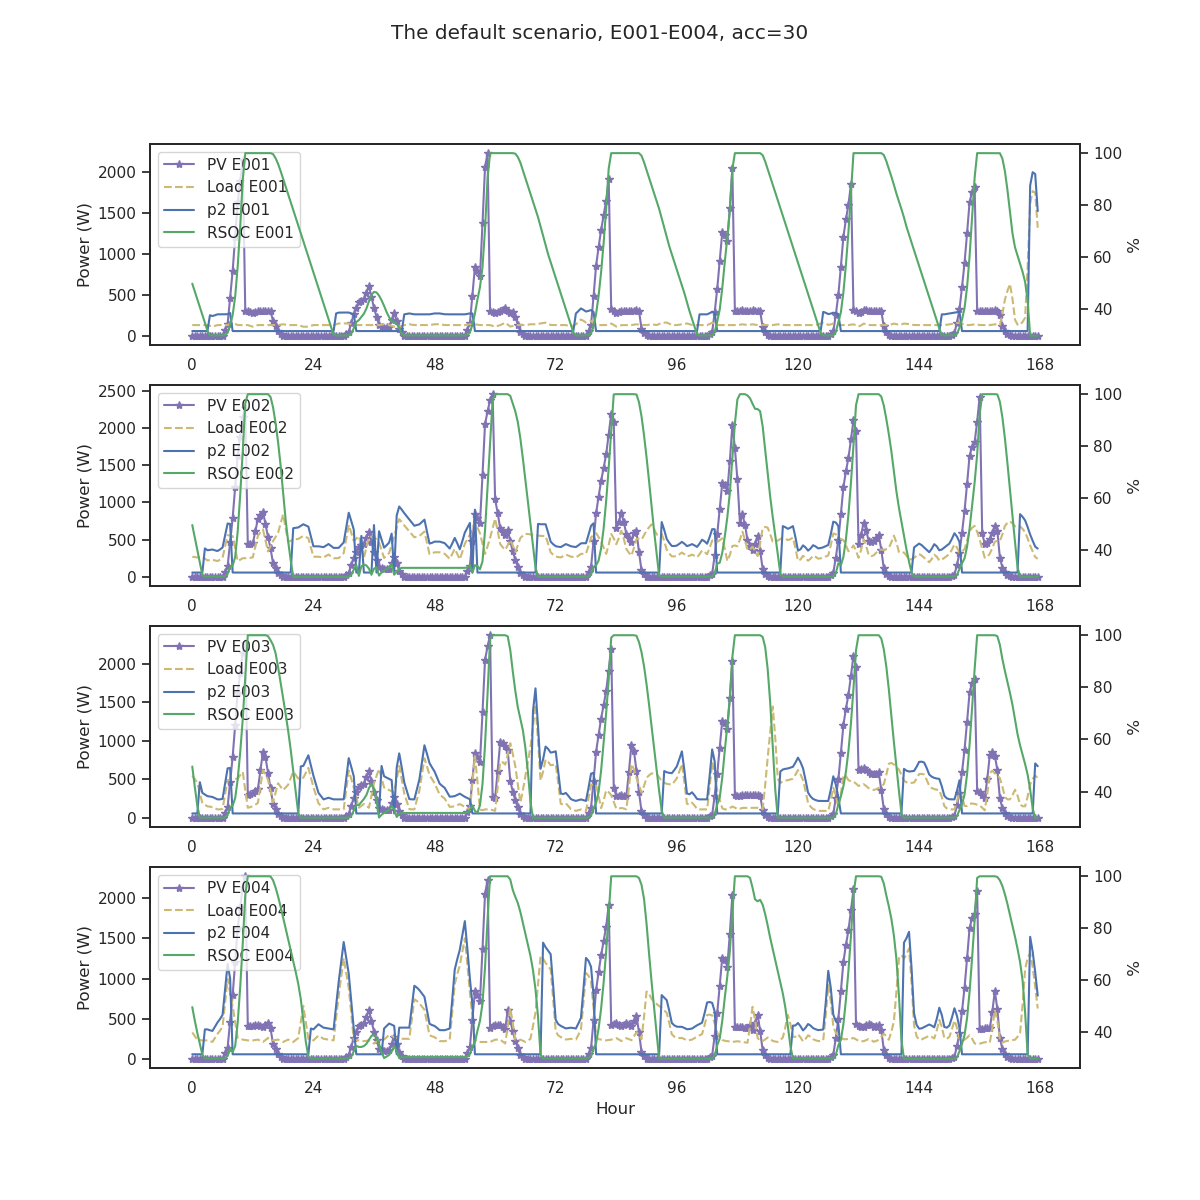 The default scenario, E001-E004, acc=30
PV E001
Load E001
p2 E001
RSOC E001
Power (W)
2000
1500
1000
500
0
100
80
60
40
%
0 24 48 72 96 120 144 168
PV E002
Load E002
p2 E002
RSOC E002
Power (W)
2500
2000
1500
1000
500
0
100
80
60
40
%
0 24 48 72 96 120 144 168
PV E003
Load E003
p2 E003
RSOC E003
Power (W)
2000
1500
1000
500
0
100
80
60
40
%
0 24 48 72 96 120 144 168
PV E004
Load E004
p2 E004
RSOC E004
Power (W)
2000
1500
1000
500
0
100
80
60
40
%
0 24 48 72 96 120 144 168
Hour